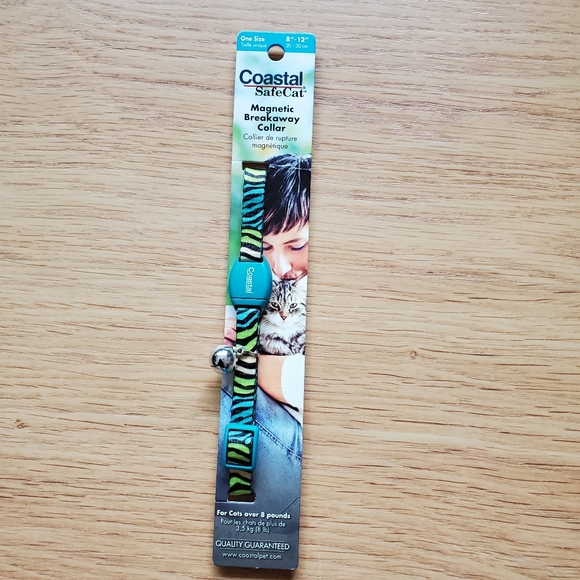 One Size 8"-12"
Taille unique 20 - 30 cm
Coastal
SafeCat®
Magnetic
Breakaway
Collar
Collier de rupture
magnétique
Coastal
For Cats over 8 pounds
Pour les chats de plus de
3,5 kg (8 lb)
QUALITY GUARANTEED
www.coastalpet.com